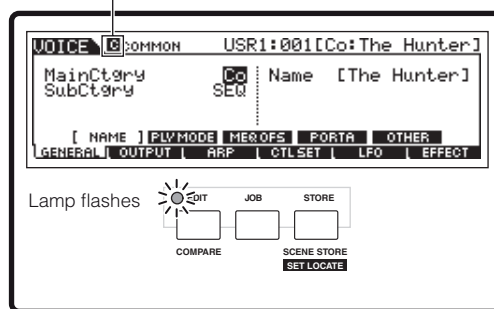 VOICE C COMMON USR1:001[Co:The Hunter]
MainCtgry Co Name [The Hunter]
SubCtgry SEQ
[ NAME ] PLYMODE MEQOFS PORTA OTHER
GENERAL OUTPUT ARP CTLSET LFO EFFECT
Lamp flashes
EDIT JOB STORE
COMPARE SCENE STORE
SET LOCATE